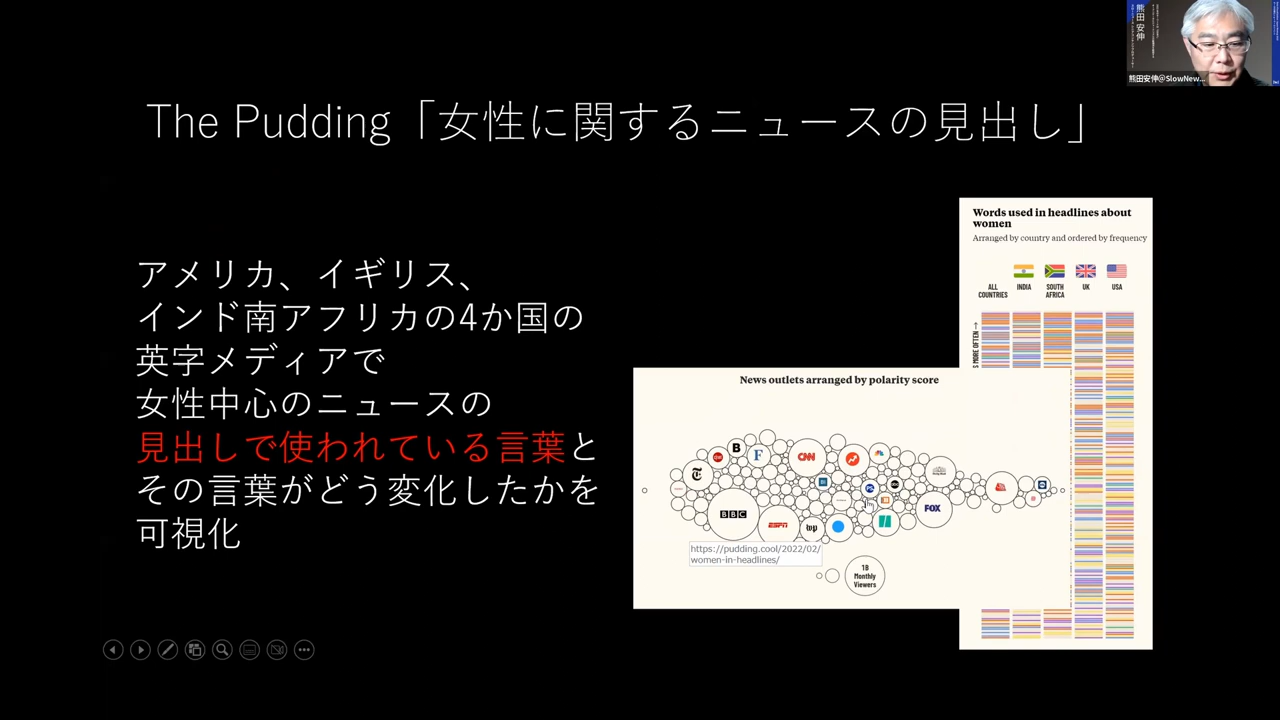 熊田安伸
熊田安伸@SlowNew...
The Pudding「女性に関するニュースの見出し」
アメリカ、イギリス、
インド南アフリカの4か国の
英字メディアで
女性中心のニュースの
見出しで使われている言葉と
その言葉がどう変化したかを
可視化
Words used in headlines about
women
Arranged by country and ordered by frequency
ALL COUNTRIES
INDIA
SOUTH AFRICA
UK
USA
S MORE OFTEN →
News outlets arranged by polarity score
B
F
CNN
T
BBC
ESPN
wp
FOX
https://pudding.cool/2022/02/
women-in-headlines/
1B
Monthly
Viewers